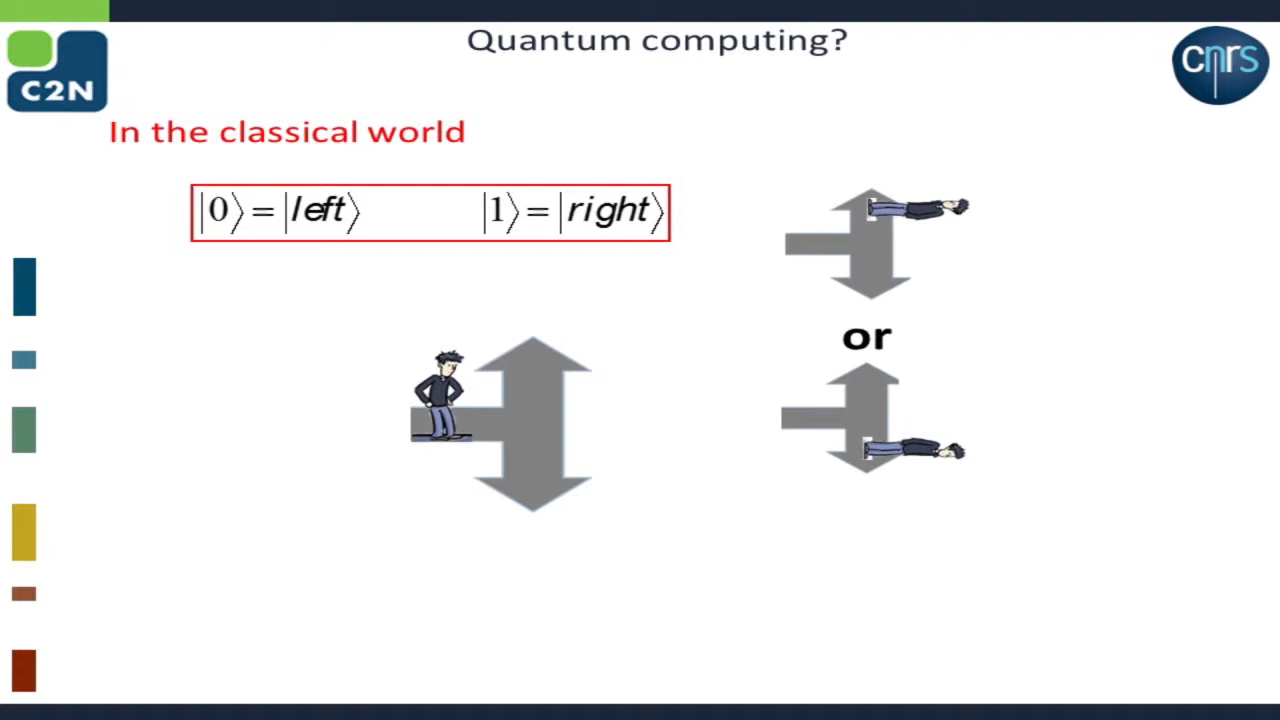 Quantum computing?
C2N
cnrs
In the classical world
|0⟩ = |left⟩ |1⟩ = |right⟩
or